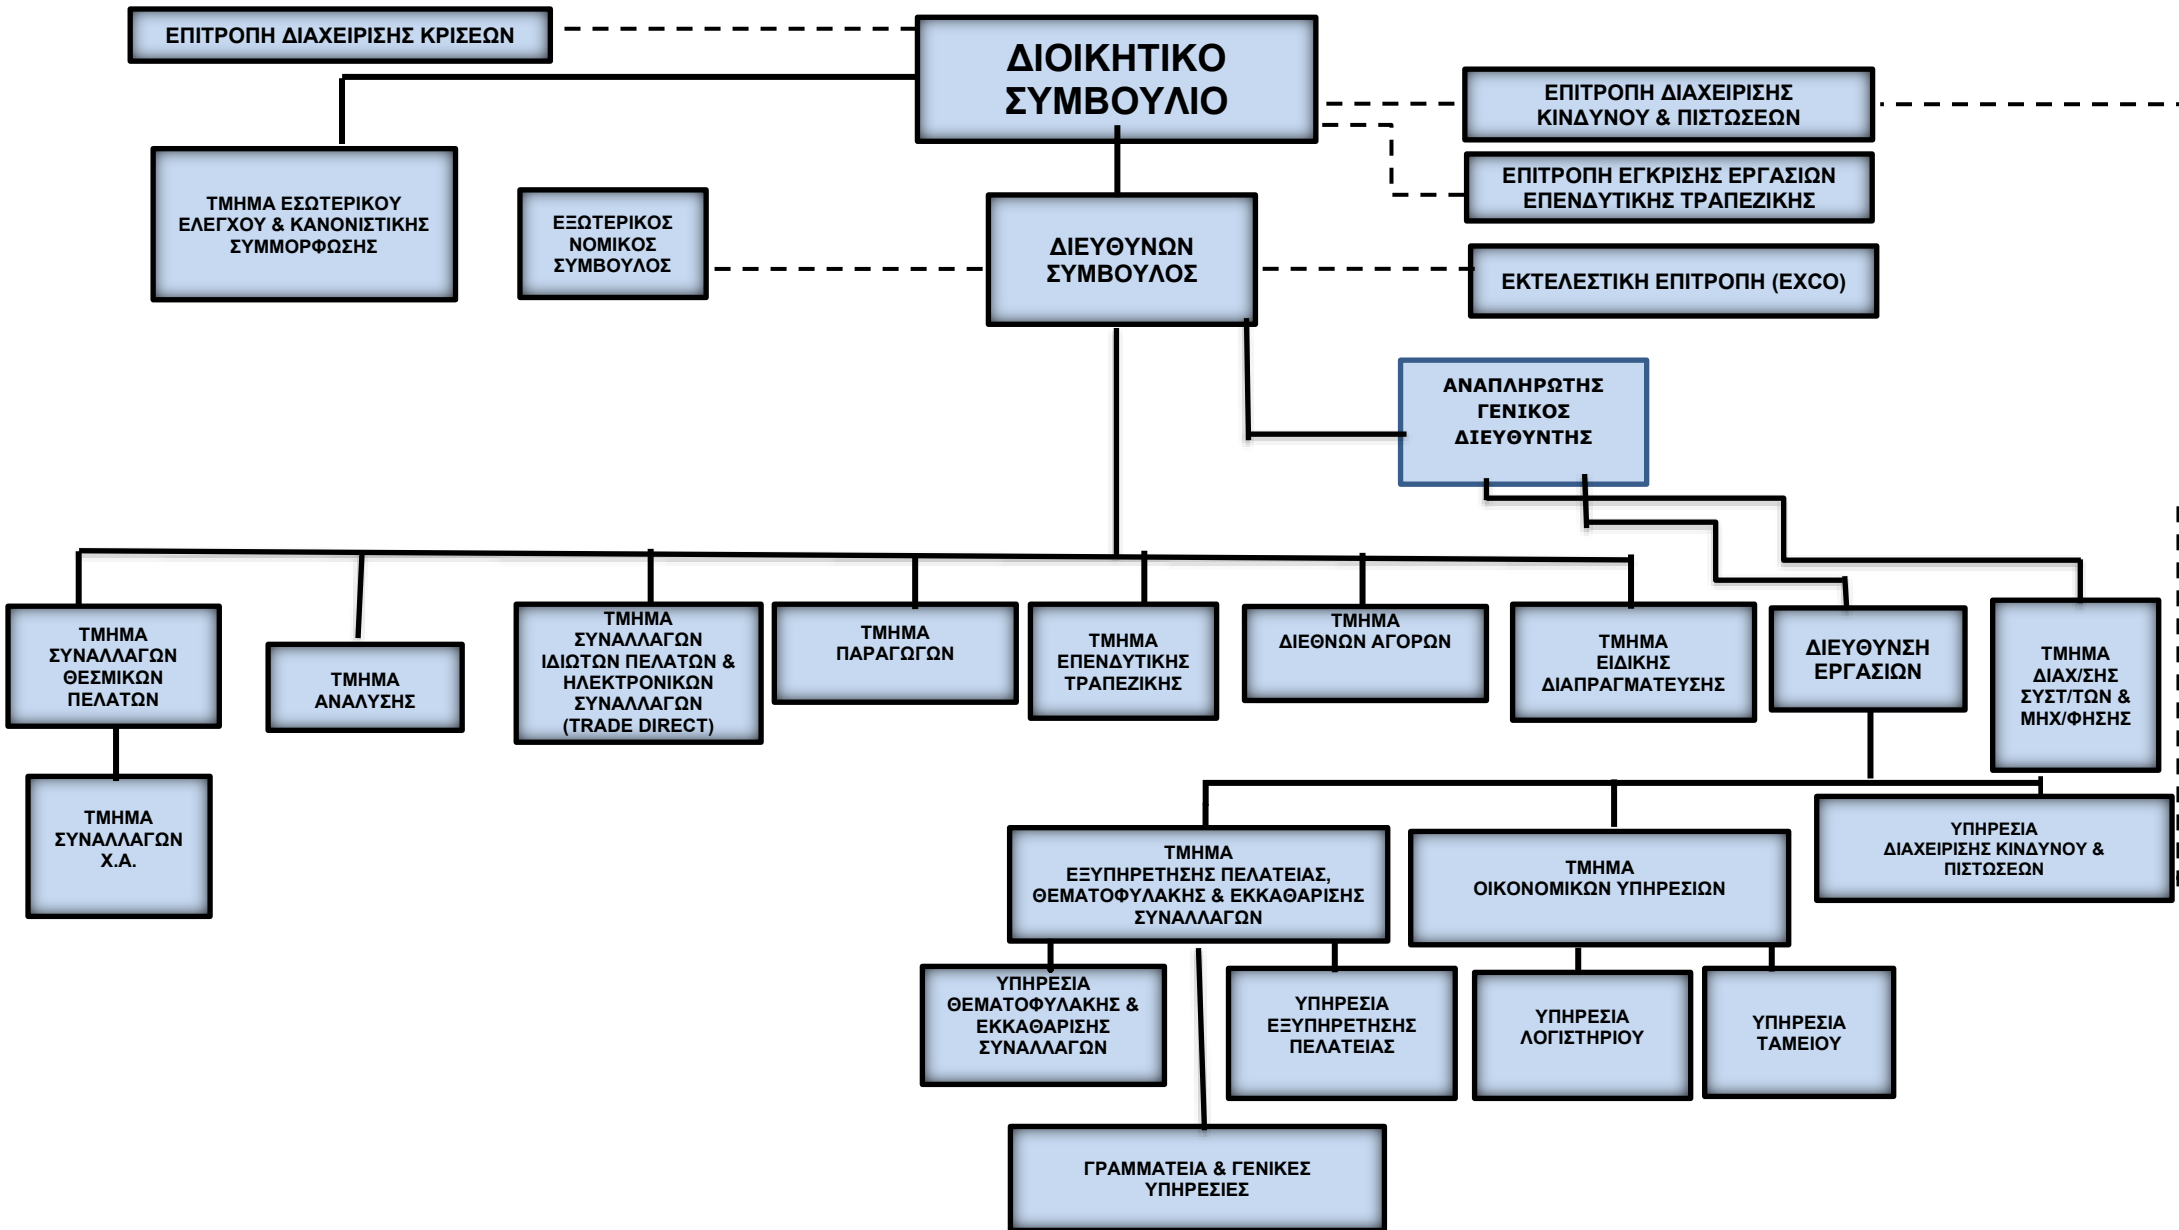 ΕΠΙΤΡΟΠΗ ΔΙΑΧΕΙΡΙΣΗΣ ΚΡΙΣΕΩΝ
ΔΙΟΙΚΗΤΙΚΟ
ΣΥΜΒΟΥΛΙΟ
ΕΠΙΤΡΟΠΗ ΔΙΑΧΕΙΡΙΣΗΣ
ΚΙΝΔΥΝΟΥ & ΠΙΣΤΩΣΕΩΝ
ΕΠΙΤΡΟΠΗ ΕΓΚΡΙΣΗΣ ΕΡΓΑΣΙΩΝ
ΕΠΕΝΔΥΤΙΚΗΣ ΤΡΑΠΕΖΙΚΗΣ
ΤΜΗΜΑ ΕΣΩΤΕΡΙΚΟΥ
ΕΛΕΓΧΟΥ & ΚΑΝΟΝΙΣΤΙΚΗΣ
ΣΥΜΜΟΡΦΩΣΗΣ
ΕΞΩΤΕΡΙΚΟΣ
ΝΟΜΙΚΟΣ
ΣΥΜΒΟΥΛΟΣ
ΔΙΕΥΘΥΝΩΝ
ΣΥΜΒΟΥΛΟΣ
ΕΚΤΕΛΕΣΤΙΚΗ ΕΠΙΤΡΟΠΗ (EXCO)
ΑΝΑΠΛΗΡΩΤΗΣ
ΓΕΝΙΚΟΣ
ΔΙΕΥΘΥΝΤΗΣ
ΤΜΗΜΑ
ΣΥΝΑΛΛΑΓΩΝ
ΘΕΣΜΙΚΩΝ
ΠΕΛΑΤΩΝ
ΤΜΗΜΑ
ΑΝΑΛΥΣΗΣ
ΤΜΗΜΑ
ΣΥΝΑΛΛΑΓΩΝ
ΙΔΙΩΤΩΝ ΠΕΛΑΤΩΝ &
ΗΛΕΚΤΡΟΝΙΚΩΝ
ΣΥΝΑΛΛΑΓΩΝ
(TRADE DIRECT)
ΤΜΗΜΑ
ΠΑΡΑΓΩΓΩΝ
ΤΜΗΜΑ
ΕΠΕΝΔΥΤΙΚΗΣ
ΤΡΑΠΕΖΙΚΗΣ
ΤΜΗΜΑ
ΔΙΕΘΝΩΝ ΑΓΟΡΩΝ
ΤΜΗΜΑ
ΕΙΔΙΚΗΣ
ΔΙΑΠΡΑΓΜΑΤΕΥΣΗΣ
ΔΙΕΥΘΥΝΣΗ
ΕΡΓΑΣΙΩΝ
ΤΜΗΜΑ
ΔΙΑΧ/ΣΗΣ
ΣΥΣΤ/ΤΩΝ &
ΜΗΧ/ΦΗΣΗΣ
ΤΜΗΜΑ
ΣΥΝΑΛΛΑΓΩΝ
Χ.Α.
ΤΜΗΜΑ
ΕΞΥΠΗΡΕΤΗΣΗΣ ΠΕΛΑΤΕΙΑΣ,
ΘΕΜΑΤΟΦΥΛΑΚΗΣ & ΕΚΚΑΘΑΡΙΣΗΣ
ΣΥΝΑΛΛΑΓΩΝ
ΤΜΗΜΑ
ΟΙΚΟΝΟΜΙΚΩΝ ΥΠΗΡΕΣΙΩΝ
ΥΠΗΡΕΣΙΑ
ΔΙΑΧΕΙΡΙΣΗΣ ΚΙΝΔΥΝΟΥ &
ΠΙΣΤΩΣΕΩΝ
ΥΠΗΡΕΣΙΑ
ΘΕΜΑΤΟΦΥΛΑΚΗΣ &
ΕΚΚΑΘΑΡΙΣΗΣ
ΣΥΝΑΛΛΑΓΩΝ
ΥΠΗΡΕΣΙΑ
ΕΞΥΠΗΡΕΤΗΣΗΣ
ΠΕΛΑΤΕΙΑΣ
ΥΠΗΡΕΣΙΑ
ΛΟΓΙΣΤΗΡΙΟΥ
ΥΠΗΡΕΣΙΑ
ΤΑΜΕΙΟΥ
ΓΡΑΜΜΑΤΕΙΑ & ΓΕΝΙΚΕΣ
ΥΠΗΡΕΣΙΕΣ